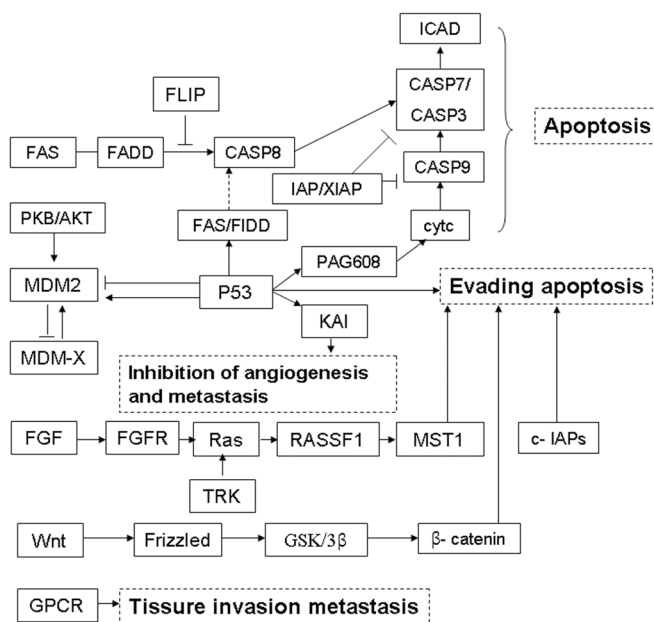 ICAD
FLIP
CASP7/
CASP3
Apoptosis
FAS
FADD
CASP8
CASP9
IAP/XIAP
PKB/AKT
FAS/FIDD
cytc
PAG608
MDM2
P53
Evading apoptosis
KAI
MDM-X
Inhibition of angiogenesis
and metastasis
FGF
FGFR
Ras
RASSF1
MST1
c- IAPs
TRK
Wnt
Frizzled
GSK/3β
β- catenin
GPCR
Tissure invasion metastasis